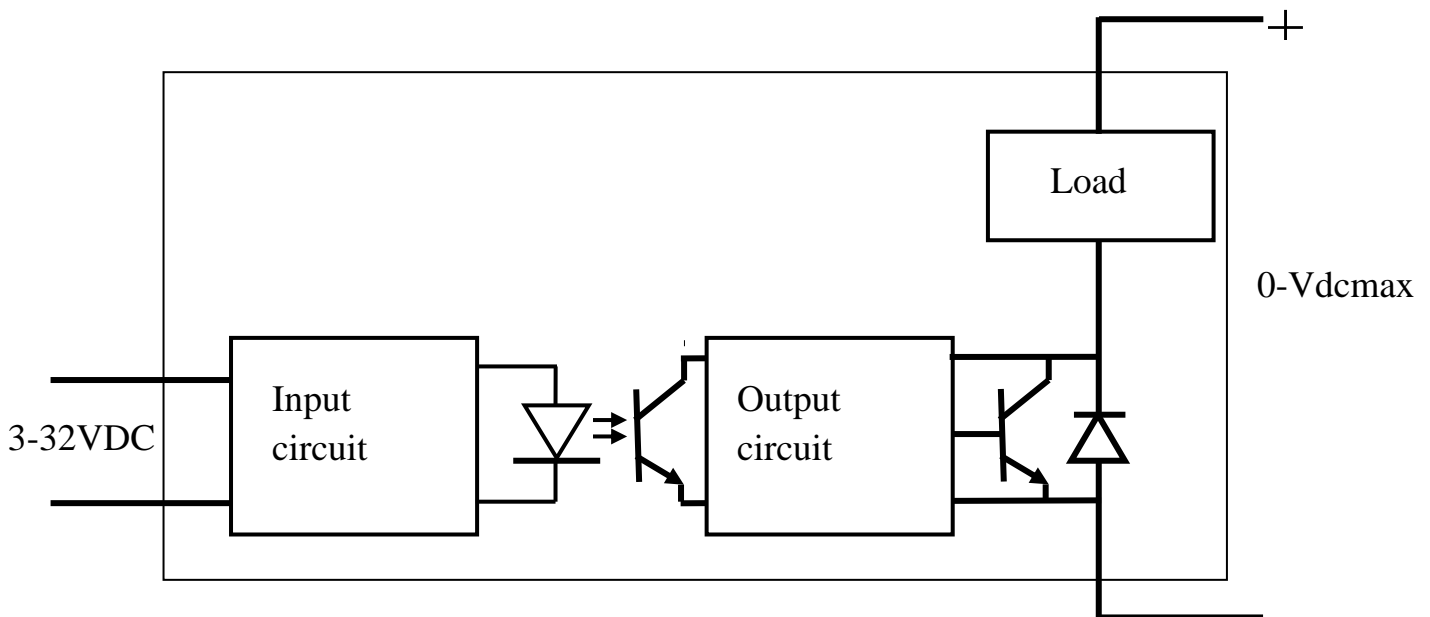 +
Load
0-Vdcmax
3-32VDC
Input
circuit
Output
circuit